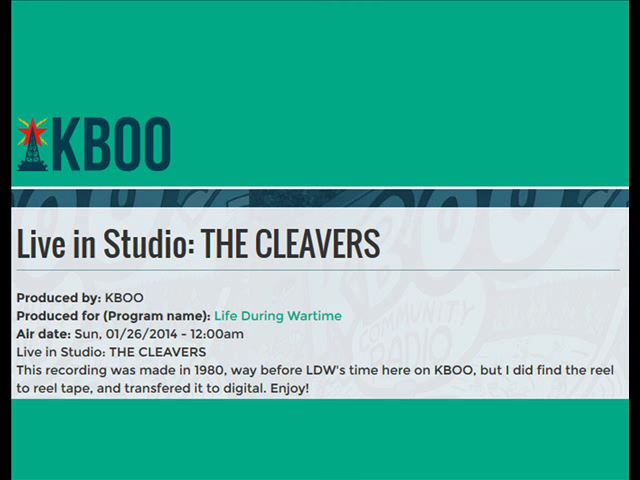 KBOO
Live in Studio: THE CLEAVERS
Produced by: KBOO
Produced for (Program name): Life During Wartime
Air date: Sun, 01/26/2014 - 12:00am
Live in Studio: THE CLEAVERS
This recording was made in 1980, way before LDW's time here on KBOO, but I did find the reel
to reel tape, and transfered it to digital. Enjoy!
COMMUNITY
RADIO